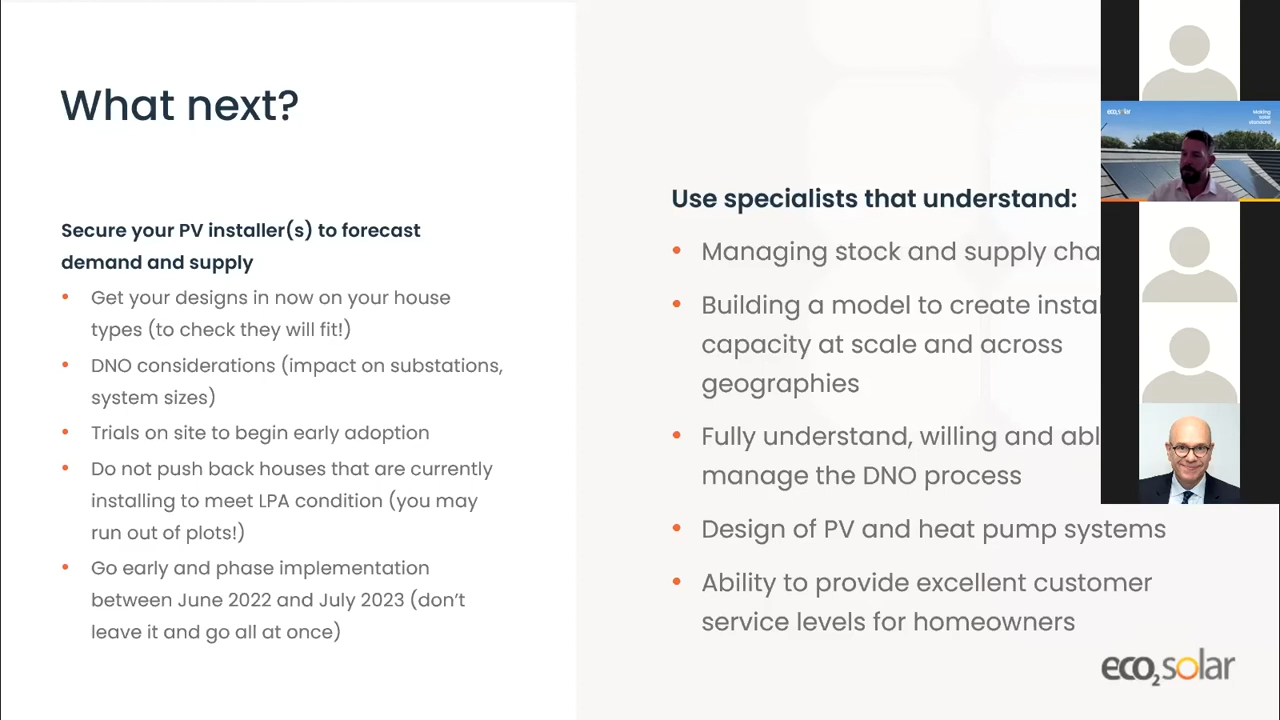 What next?
Secure your PV installer(s) to forecast
demand and supply
• Get your designs in now on your house
types (to check they will fit!)
• DNO considerations (impact on substations,
system sizes)
• Trials on site to begin early adoption
• Do not push back houses that are currently
installing to meet LPA condition (you may
run out of plots!)
• Go early and phase implementation
between June 2022 and July 2023 (don’t
leave it and go all at once)
Use specialists that understand:
• Managing stock and supply
• Building a model to create
capacity at scale and across
geographies
• Fully understand, willing and
manage the DNO process
• Design of PV and heat pump systems
• Ability to provide excellent customer
service levels for homeowners
eco2solar
eco2solar
Making
solar
standard